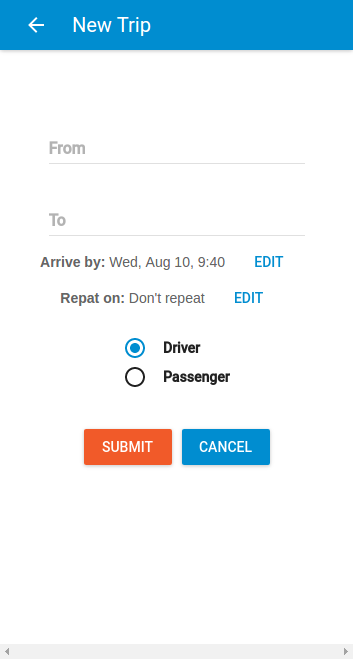 New Trip
From
To
Arrive by: Wed, Aug 10, 9:40 EDIT
Repat on: Don't repeat EDIT
Driver
Passenger
SUBMIT CANCEL